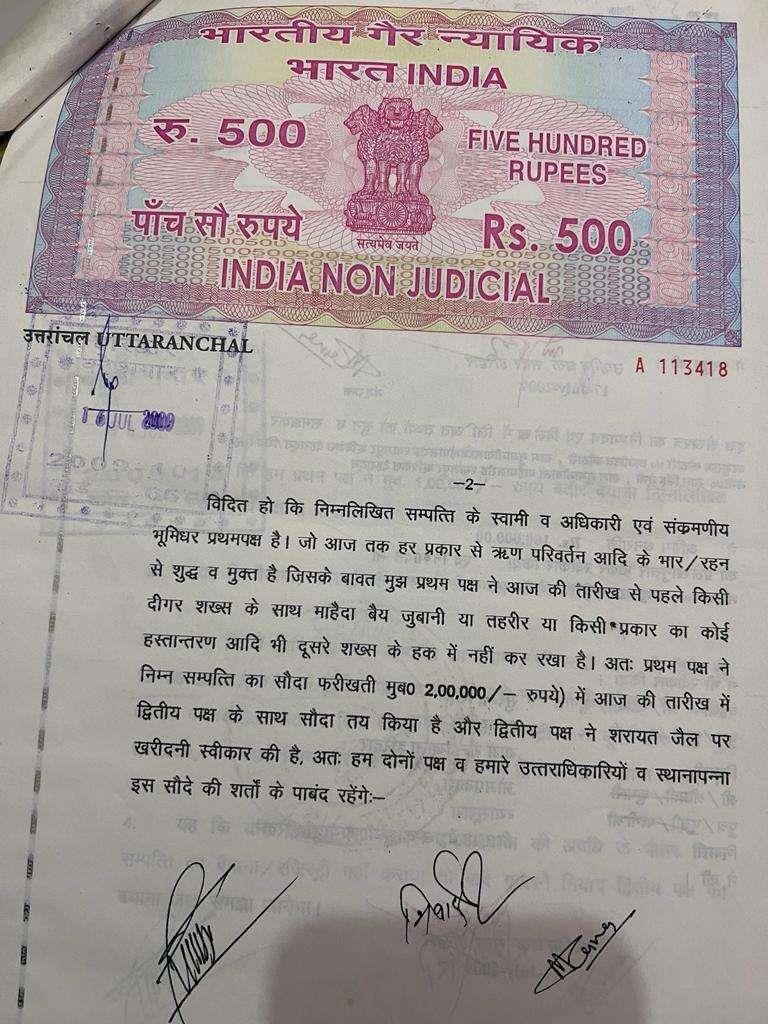 भारतीय गैर न्यायिक
भारत INDIA
रु. 500
FIVE HUNDRED
RUPEES
पाँच सौ रुपये
सत्यमेव जयते
Rs. 500
INDIA NON JUDICIAL
उत्तरांचल UTTARANCHAL
A 113418
16 JUL 2009
–2–
विदित हो कि निम्नलिखित सम्पत्ति के स्वामी व अधिकारी एवं संक्रमणीय
भूमिधर प्रथमपक्ष है। जो आज तक हर प्रकार से ऋण परिवर्तन आदि के भार/रहन
से शुद्ध व मुक्त है जिसके बावत मुझ प्रथम पक्ष ने आज की तारीख से पहले किसी
दीगर शख्स के साथ माहैदा बैय जुबानी या तहरीर या किसी प्रकार का कोई
हस्तान्तरण आदि भी दूसरे शख्स के हक में नहीं कर रखा है। अतः प्रथम पक्ष ने
निम्न सम्पत्ति का सौदा फरीखती मुब0 2,00,000/– रुपये) में आज की तारीख में
द्वितीय पक्ष के साथ सौदा तय किया है और द्वितीय पक्ष ने शरायत जैल पर
खरीदनी स्वीकार की है, अतः हम दोनों पक्ष व हमारे उत्तराधिकारियों व स्थानापन्ना
इस सौदे की शर्तो के पाबंद रहेंगेः–